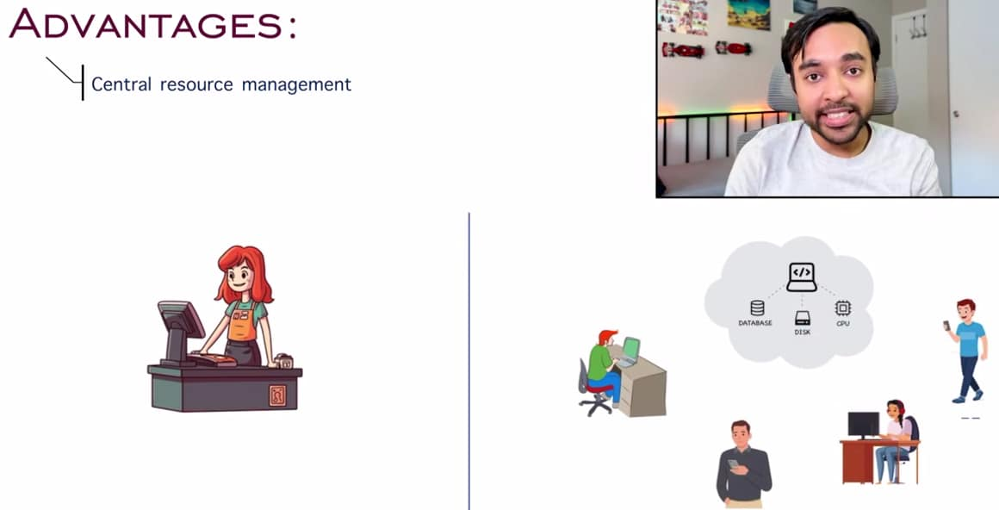 ADVANTAGES:
Central resource management
</>
DATABASE
DISK
CPU